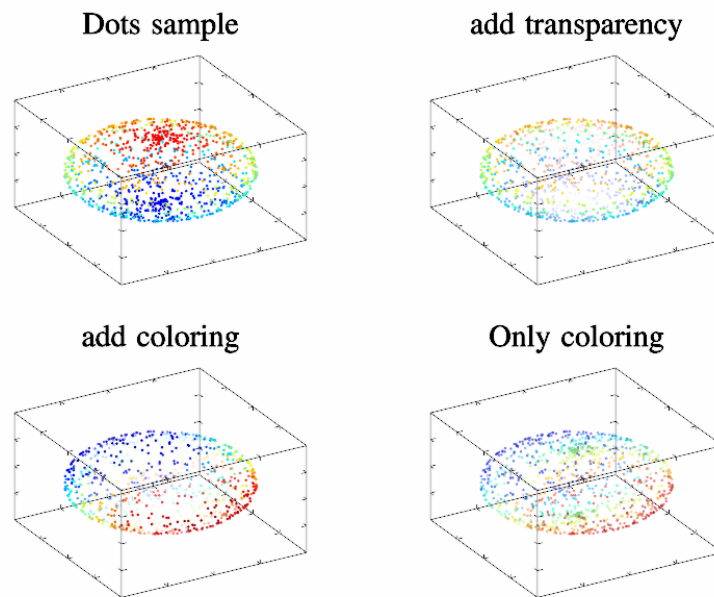 Dots sample
add transparency
add coloring
Only coloring